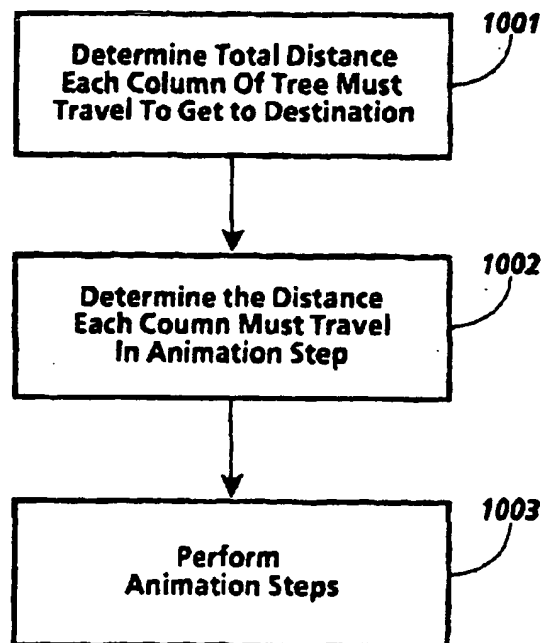 1001
Determine Total Distance
Each Column Of Tree Must
Travel To Get to Destination
1002
Determine the Distance
Each Coumn Must Travel
In Animation Step
1003
Perform
Animation Steps